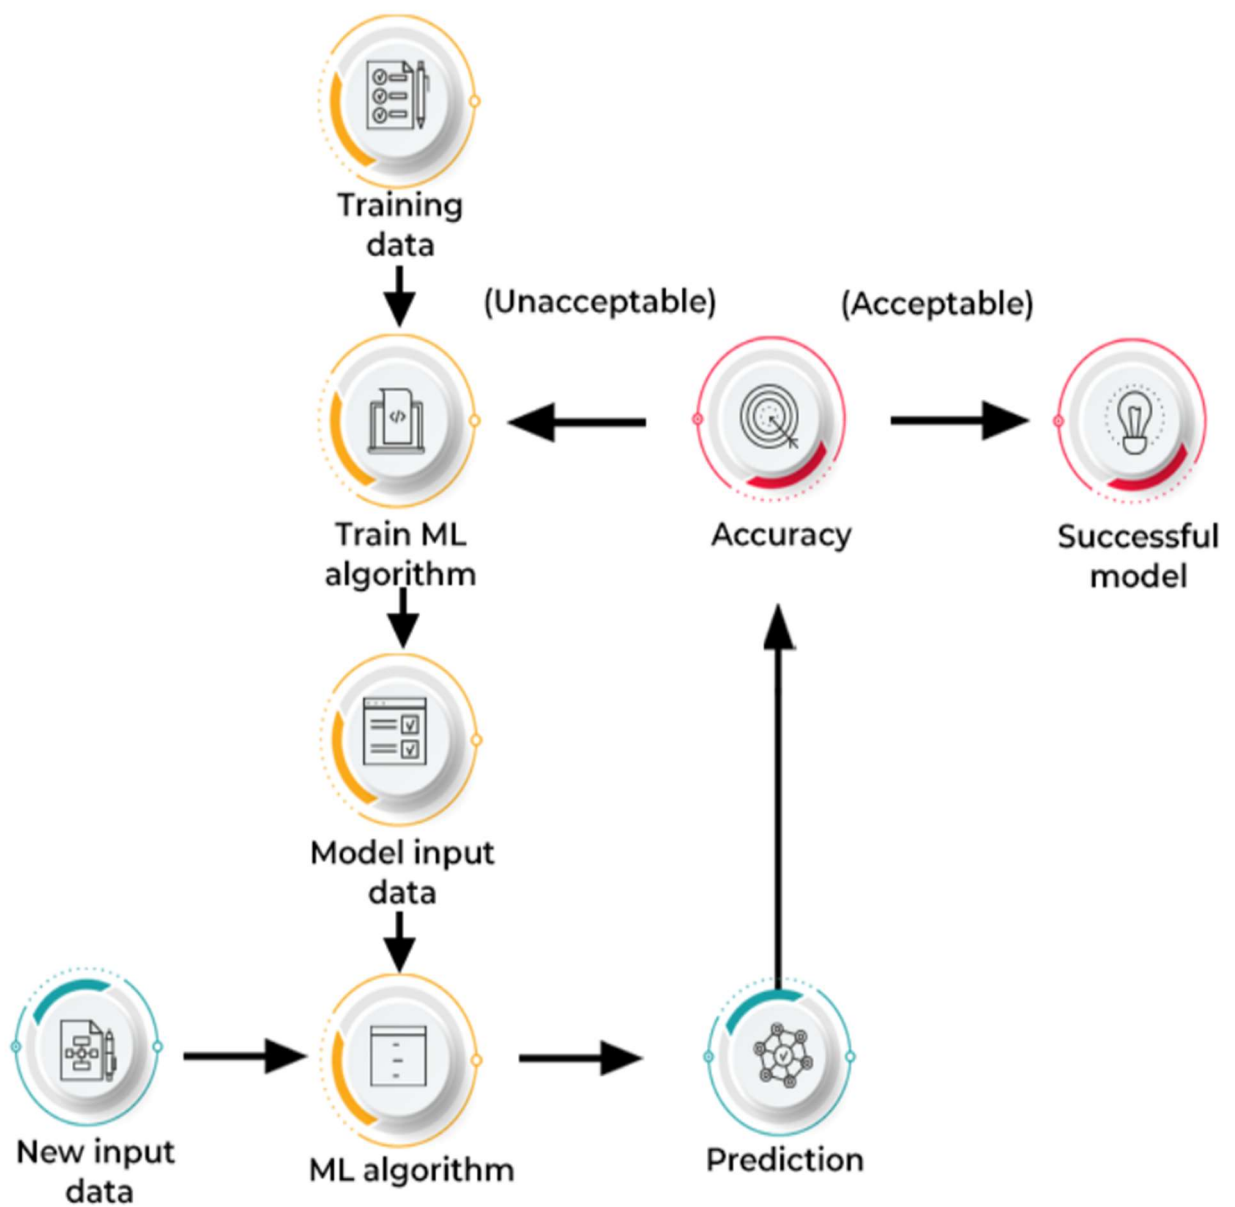 Training
data
(Unacceptable)
(Acceptable)
Train ML
algorithm
Accuracy
Successful
model
Model input
data
New input
data
ML algorithm
Prediction